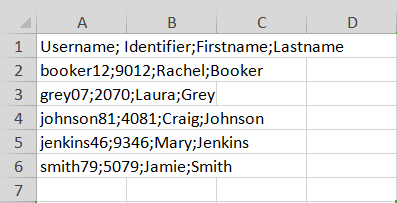 A B C D
1 Username; Identifier;Firstname;Lastname
2 booker12;9012;Rachel;Booker
3 grey07;2070;Laura;Grey
4 johnson81;4081;Craig;Johnson
5 jenkins46;9346;Mary;Jenkins
6 smith79;5079;Jamie;Smith
7